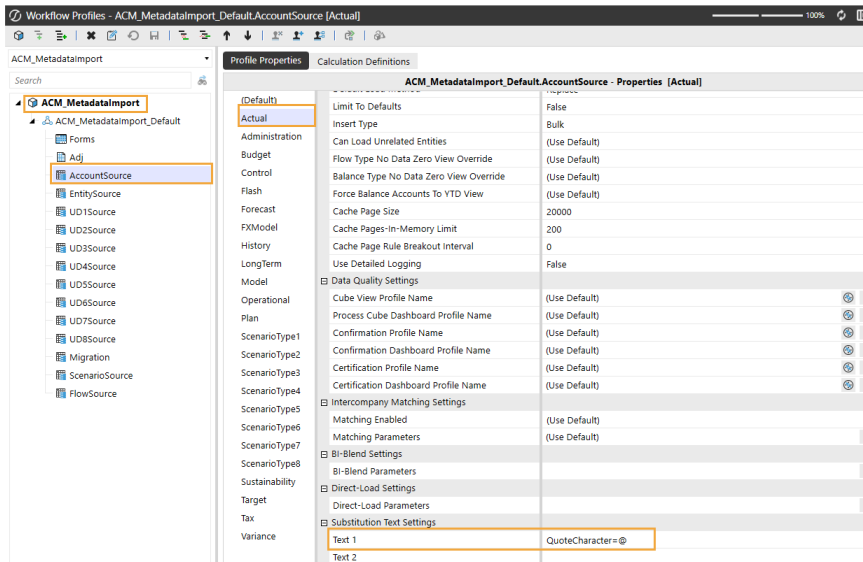 Workflow Profiles - ACM_MetadataImport_Default.AccountSource [Actual]
100%
ACM_MetadataImport
Search
ACM_MetadataImport
ACM_MetadataImport_Default
Forms
Adj
AccountSource
EntitySource
UD1Source
UD2Source
UD3Source
UD4Source
UD5Source
UD6Source
UD7Source
UD8Source
Migration
ScenarioSource
FlowSource
Profile Properties Calculation Definitions
ACM_MetadataImport_Default.AccountSource - Properties [Actual]
(Default)
Actual
Administration
Budget
Control
Flash
Forecast
FXModel
History
LongTerm
Model
Operational
Plan
ScenarioType1
ScenarioType2
ScenarioType3
ScenarioType4
ScenarioType5
ScenarioType6
ScenarioType7
ScenarioType8
Sustainability
Target
Tax
Variance
Default Load Method Replace
Limit To Defaults False
Insert Type Bulk
Can Load Unrelated Entities (Use Default)
Flow Type No Data Zero View Override (Use Default)
Balance Type No Data Zero View Override (Use Default)
Force Balance Accounts To YTD View (Use Default)
Cache Page Size 20000
Cache Pages-In-Memory Limit 200
Cache Page Rule Breakout Interval 0
Use Detailed Logging False
Data Quality Settings
Cube View Profile Name (Use Default)
Process Cube Dashboard Profile Name (Use Default)
Confirmation Profile Name (Use Default)
Confirmation Dashboard Profile Name (Use Default)
Certification Profile Name (Use Default)
Certification Dashboard Profile Name (Use Default)
Intercompany Matching Settings
Matching Enabled (Use Default)
Matching Parameters (Use Default)
BI-Blend Settings
BI-Blend Parameters
Direct-Load Settings
Direct-Load Parameters
Substitution Text Settings
Text 1 QuoteCharacter=@
Text 2